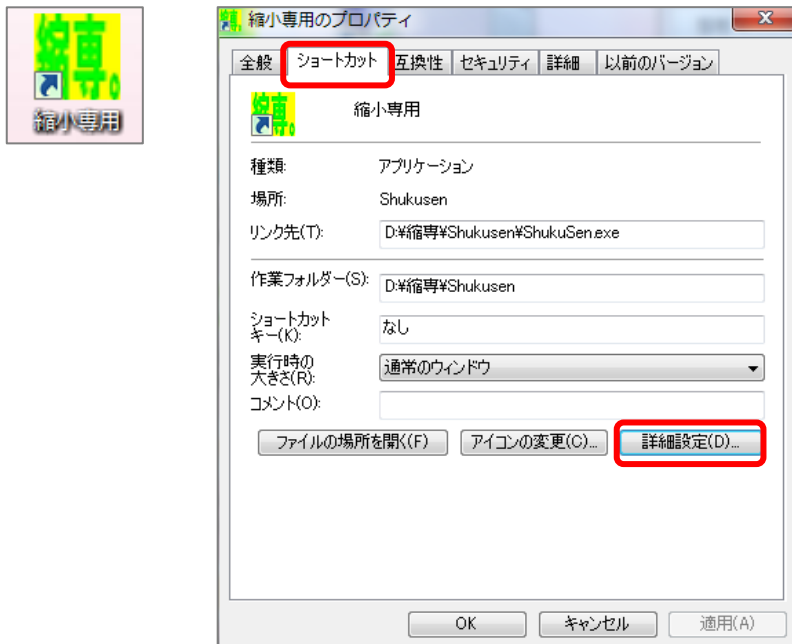 縮専。
縮小専用
縮小専用のプロパティ
全般 ショートカット 互換性 セキュリティ 詳細 以前のバージョン
縮専。
縮小専用
種類: アプリケーション
場所: Shukusen
リンク先(T): D:¥縮専¥Shukusen¥ShukuSen.exe
作業フォルダー(S): D:¥縮専¥Shukusen
ショートカット
キー(K): なし
実行時の
大きさ(R): 通常のウィンドウ
コメント(O):
ファイルの場所を開く(F) アイコンの変更(C)... 詳細設定(D)...
OK キャンセル 適用(A)